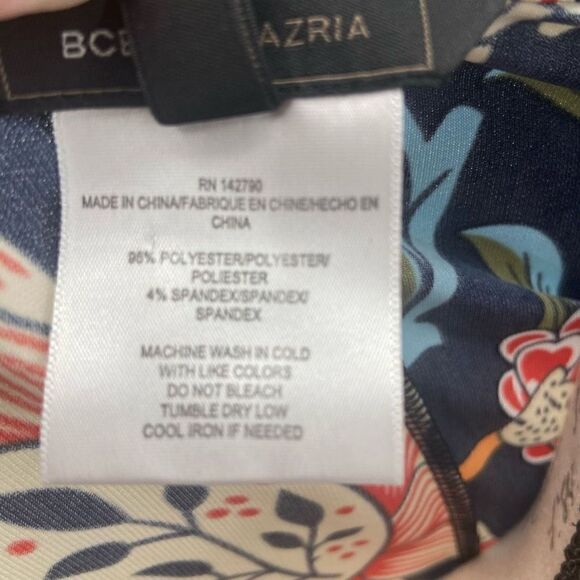 BCB AZRIA
RN 142790
MADE IN CHINA/FABRIQUE EN CHINE/HECHO EN
CHINA
96% POLYESTER/POLYESTER/
POLIESTER
4% SPANDEX/SPANDEX/
SPANDEX
MACHINE WASH IN COLD
WITH LIKE COLORS
DO NOT BLEACH
TUMBLE DRY LOW
COOL IRON IF NEEDED